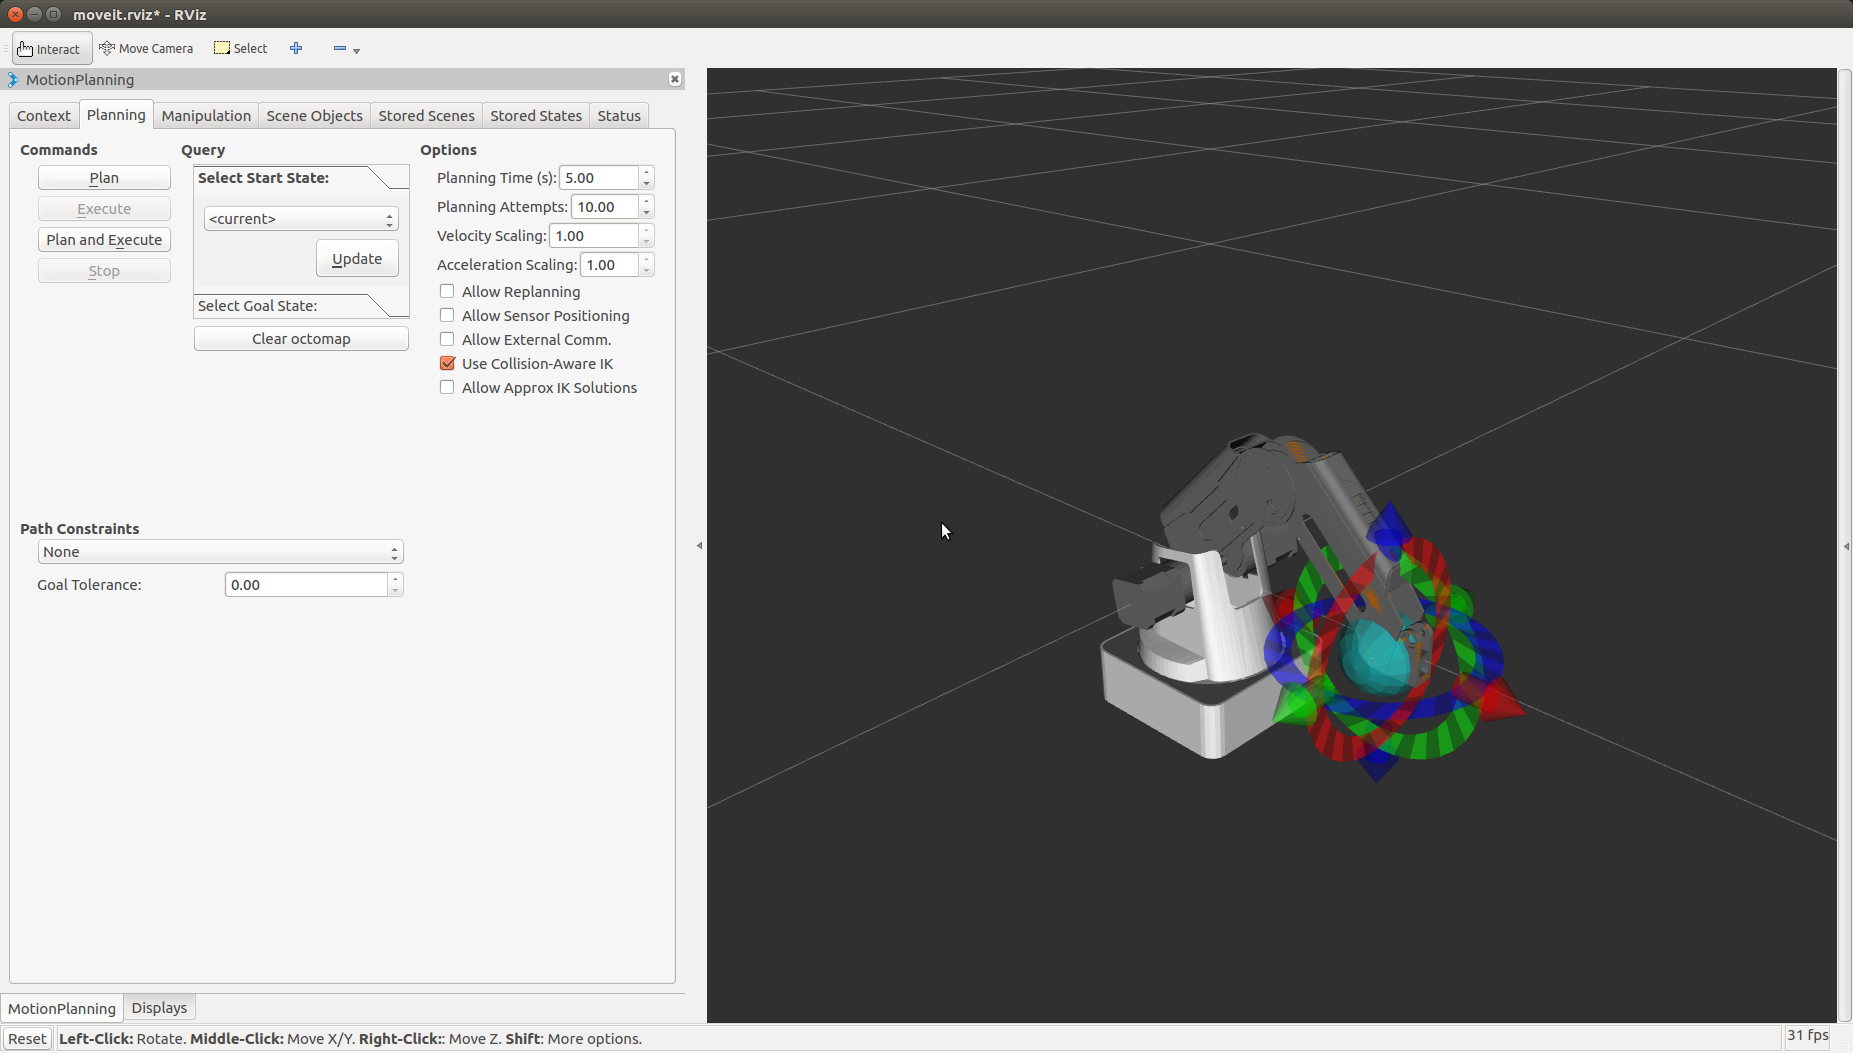 moveit.rviz* - RViz
Interact Move Camera Select
MotionPlanning
Context Planning Manipulation Scene Objects Stored Scenes Stored States Status
Commands
Plan
Execute
Plan and Execute
Stop
Query
Select Start State:
<current>
Update
Select Goal State:
Clear octomap
Options
Planning Time (s): 5.00
Planning Attempts: 10.00
Velocity Scaling: 1.00
Acceleration Scaling: 1.00
Allow Replanning
Allow Sensor Positioning
Allow External Comm.
Use Collision-Aware IK
Allow Approx IK Solutions
Path Constraints
None
Goal Tolerance: 0.00
MotionPlanning Displays
Reset Left-Click: Rotate. Middle-Click: Move X/Y. Right-Click:: Move Z. Shift: More options. 31 fps